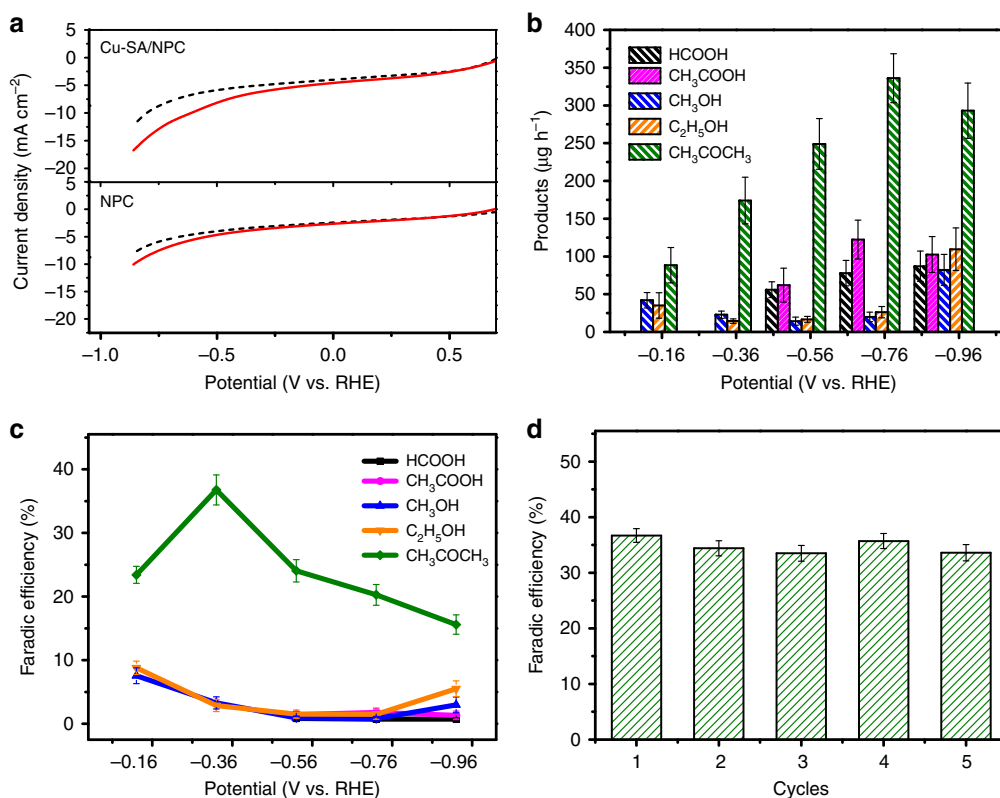 a
Cu-SA/NPC
5
0
−5
−10
−15
−20
NPC
5
0
−5
−10
−15
−20
−1.0
−0.5
0.0
0.5
Current density (mA cm⁻²)
Potential (V vs. RHE)
b
HCOOH
CH₃COOH
CH₃OH
C₂H₅OH
CH₃COCH₃
400
350
300
250
200
150
100
50
0
−0.16
−0.36
−0.56
−0.76
−0.96
Products (μg h⁻¹)
Potential (V vs. RHE)
c
HCOOH
CH₃COOH
CH₃OH
C₂H₅OH
CH₃COCH₃
40
30
20
10
0
−0.16
−0.36
−0.56
−0.76
−0.96
Faradic efficiency (%)
Potential (V vs. RHE)
d
50
40
30
20
10
0
1
2
3
4
5
Faradic efficiency (%)
Cycles